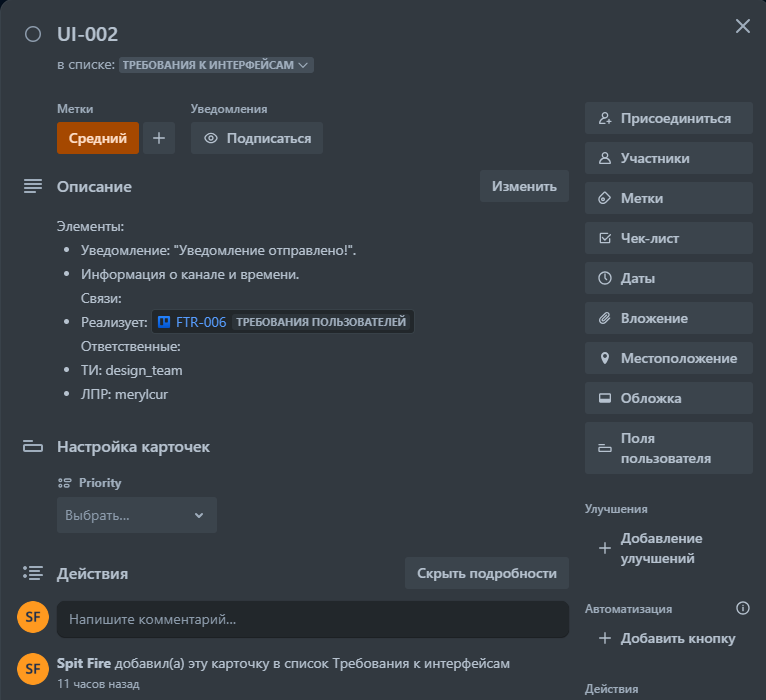 UI-002
в списке: ТРЕБОВАНИЯ К ИНТЕРФЕЙСАМ
Метки
Уведомления
Средний
Подписаться
Описание
Изменить
Элементы:
• Уведомление: "Уведомление отправлено!".
• Информация о канале и времени.
Связи:
• Реализует: FTR-006 ТРЕБОВАНИЯ ПОЛЬЗОВАТЕЛЕЙ
Ответственные:
• ТИ: design_team
• ЛПР: merylcur
Настройка карточек
Priority
Выбрать...
Действия
Скрыть подробности
SF
Напишите комментарий...
SF
Spit Fire добавил(а) эту карточку в список Требования к интерфейсам
11 часов назад
Присоединиться
Участники
Метки
Чек-лист
Даты
Вложение
Местоположение
Обложка
Поля
пользователя
Улучшения
Добавление
улучшений
Автоматизация
Добавить кнопку
Действия